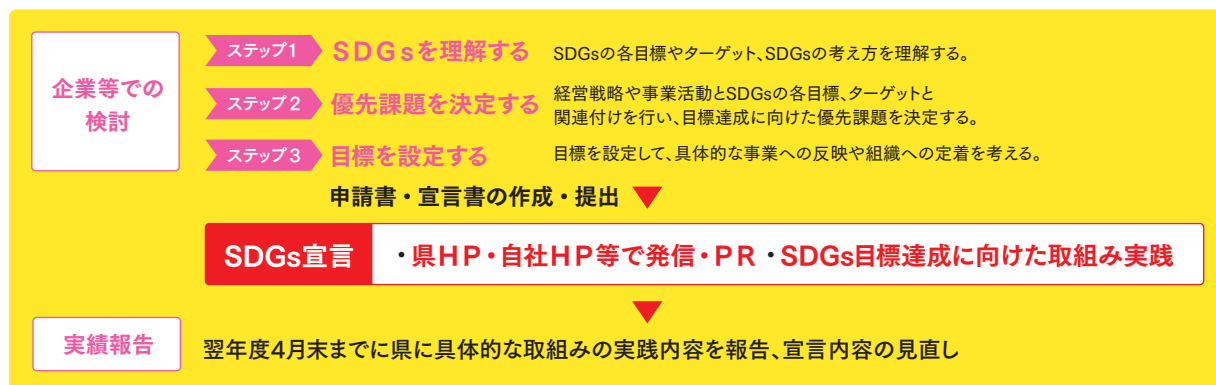 企業等での
検討
ステップ1 SDGsを理解する SDGsの各目標やターゲット、SDGsの考え方を理解する。
ステップ2 優先課題を決定する 経営戦略や事業活動とSDGsの各目標、ターゲットと
関連付けを行い、目標達成に向けた優先課題を決定する。
ステップ3 目標を設定する 目標を設定して、具体的な事業への反映や組織への定着を考える。
申請書・宣言書の作成・提出
SDGs宣言 ・県HP・自社HP等で発信・PR ・SDGs目標達成に向けた取組み実践
実績報告 翌年度4月末までに県に具体的な取組みの実践内容を報告、宣言内容の見直し